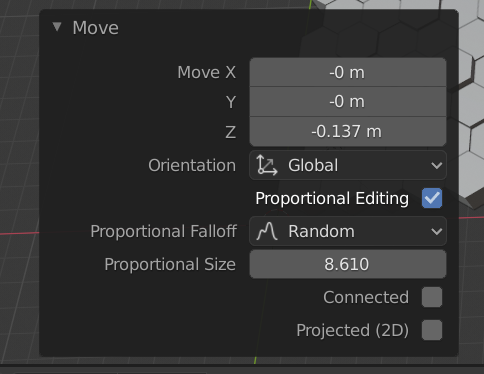 Move
Move X -0 m
Y -0 m
Z -0.137 m
Orientation Global
Proportional Editing
Proportional Falloff Random
Proportional Size 8.610
Connected
Projected (2D)